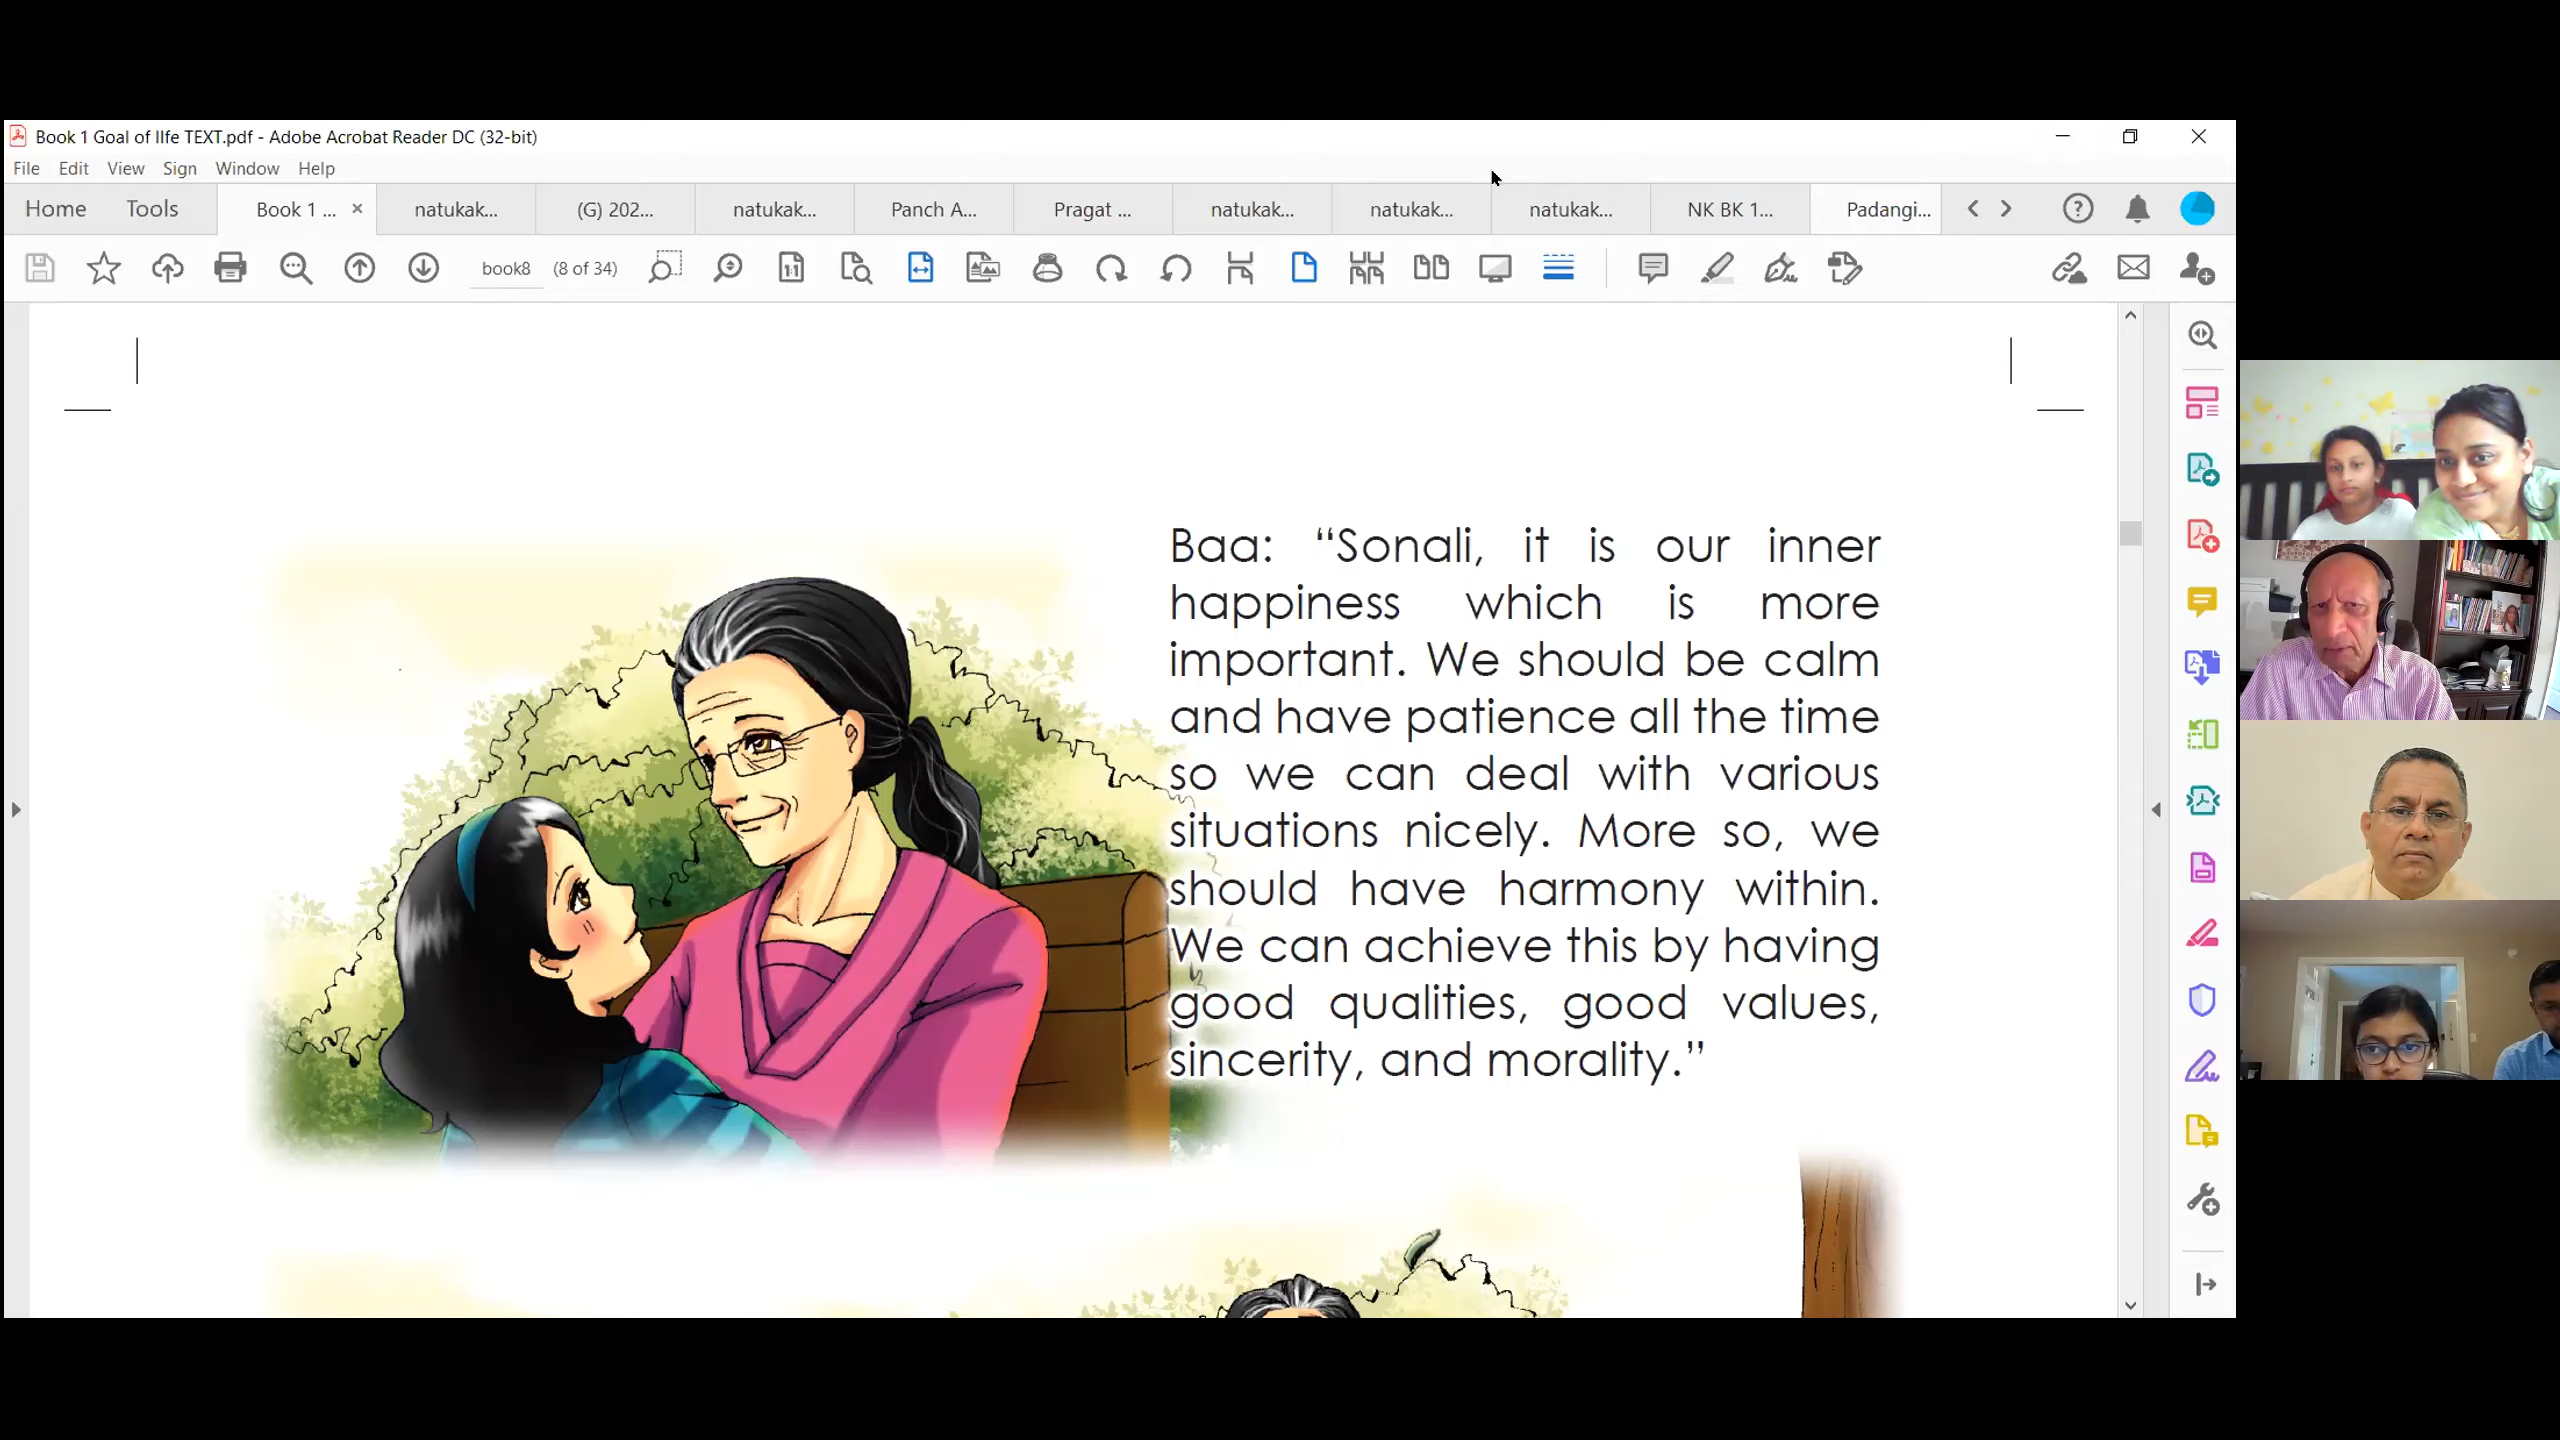 Book 1 Goal of lIfe TEXT.pdf - Adobe Acrobat Reader DC (32-bit)
File Edit View Sign Window Help
Home Tools Book 1 ... natukak... (G) 202... natukak... Panch A... Pragat ... natukak... natukak... natukak... NK BK 1... Padangi...
book8 (8 of 34)
Baa: “Sonali, it is our inner
happiness which is more
important. We should be calm
and have patience all the time
so we can deal with various
situations nicely. More so, we
should have harmony within.
We can achieve this by having
good qualities, good values,
sincerity, and morality.”